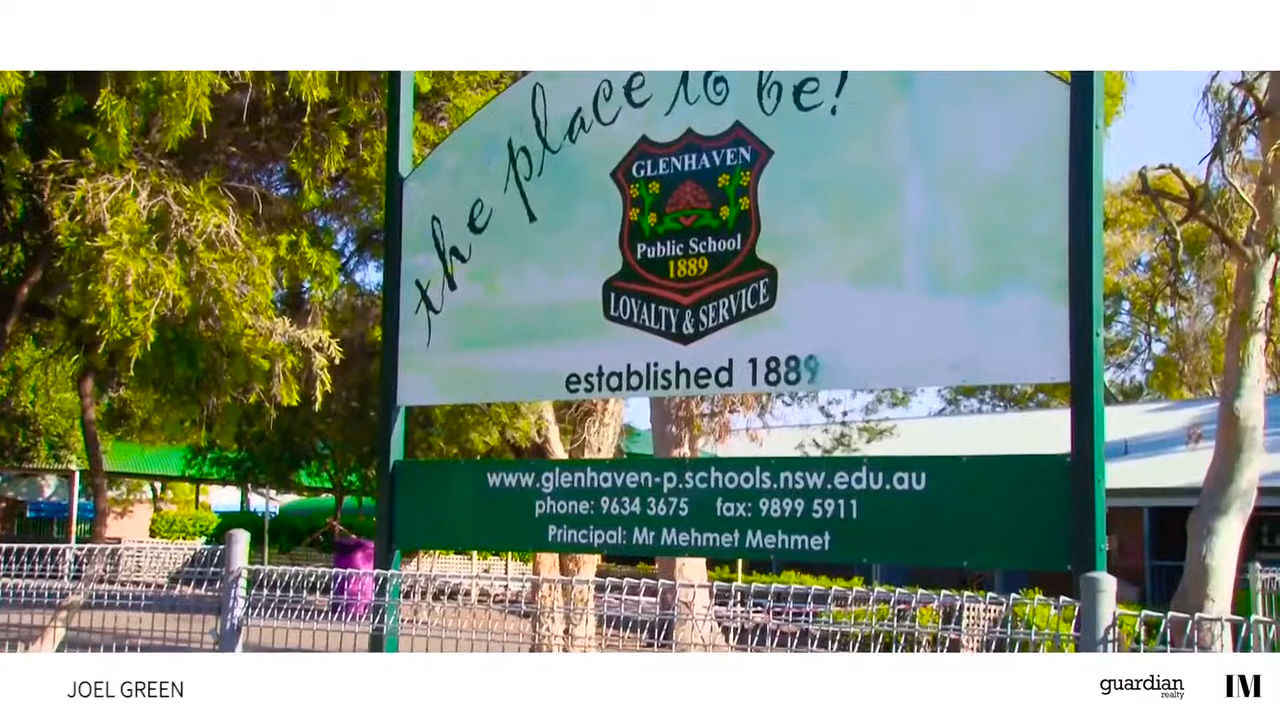 the place to be!
GLENHAVEN
Public School
1889
LOYALTY & SERVICE
established 1889
www.glenhaven-p.schools.nsw.edu.au
phone: 9634 3675 fax: 9899 5911
Principal: Mr Mehmet Mehmet
JOEL GREEN
guardian
realty
IM